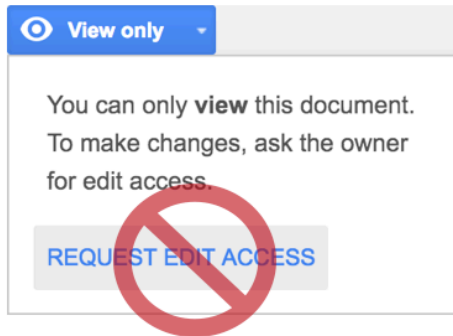 View only
You can only view this document.
To make changes, ask the owner
for edit access.
REQUEST EDIT ACCESS